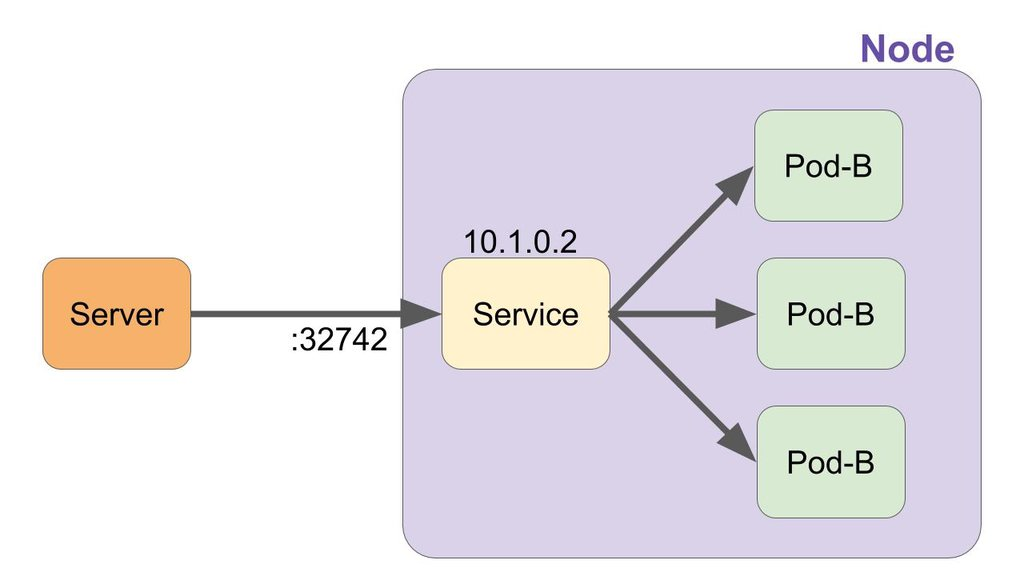 Node
Pod-B
10.1.0.2
Server
Service
Pod-B
:32742
Pod-B